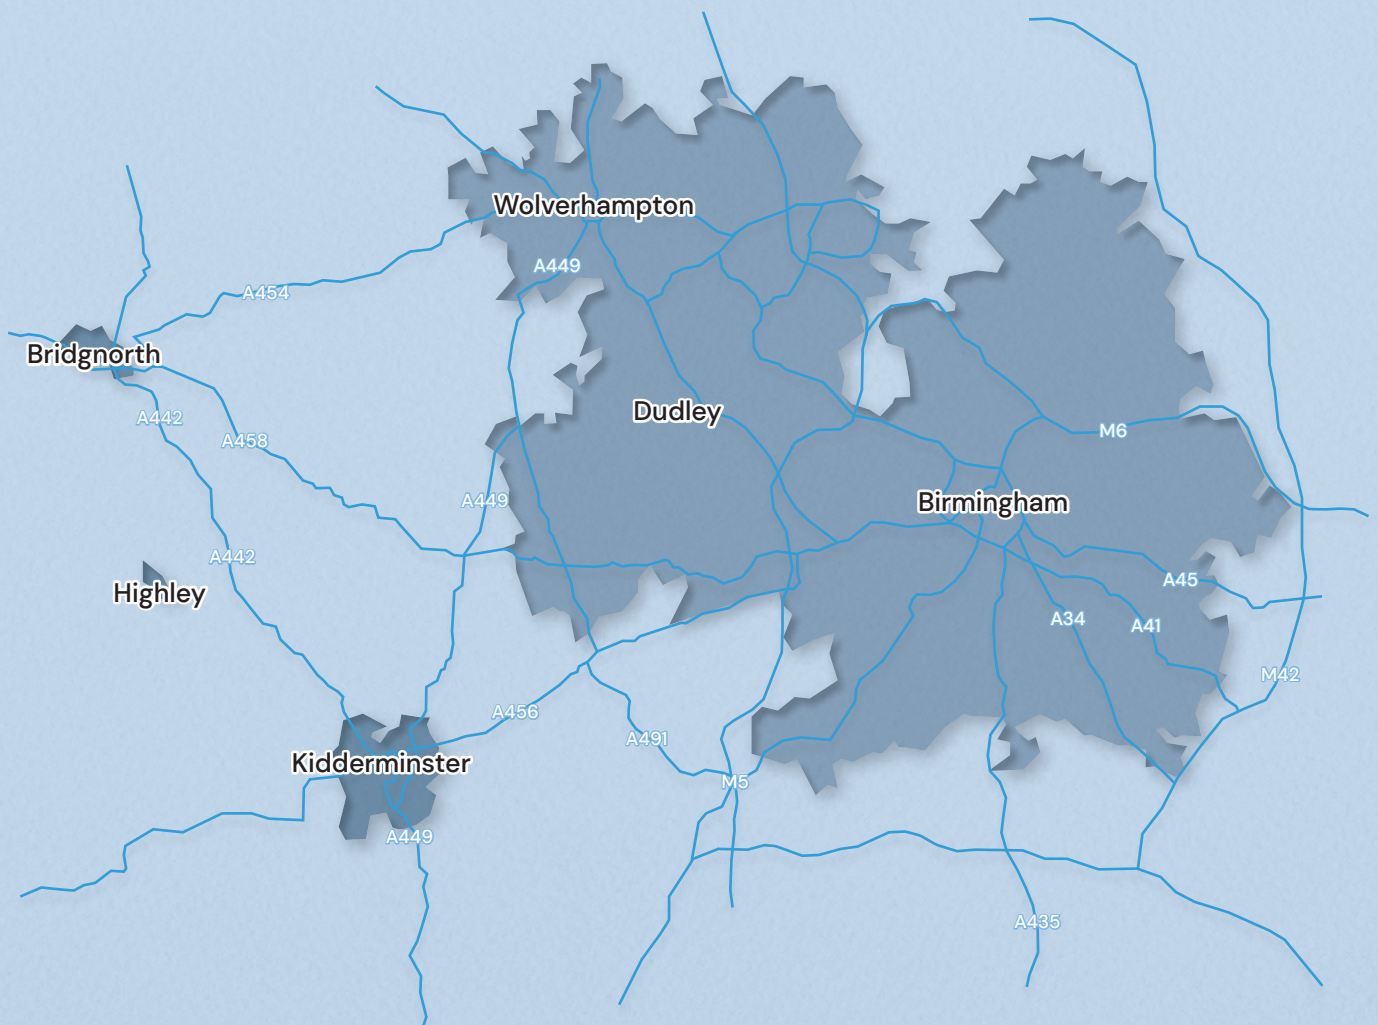 Wolverhampton
A449
A454
Bridgnorth
Dudley
A442
M6
A458
A449
Birmingham
A442
A45
Highley
A34
A41
M42
A456
A491
Kidderminster
M5
A449
A435